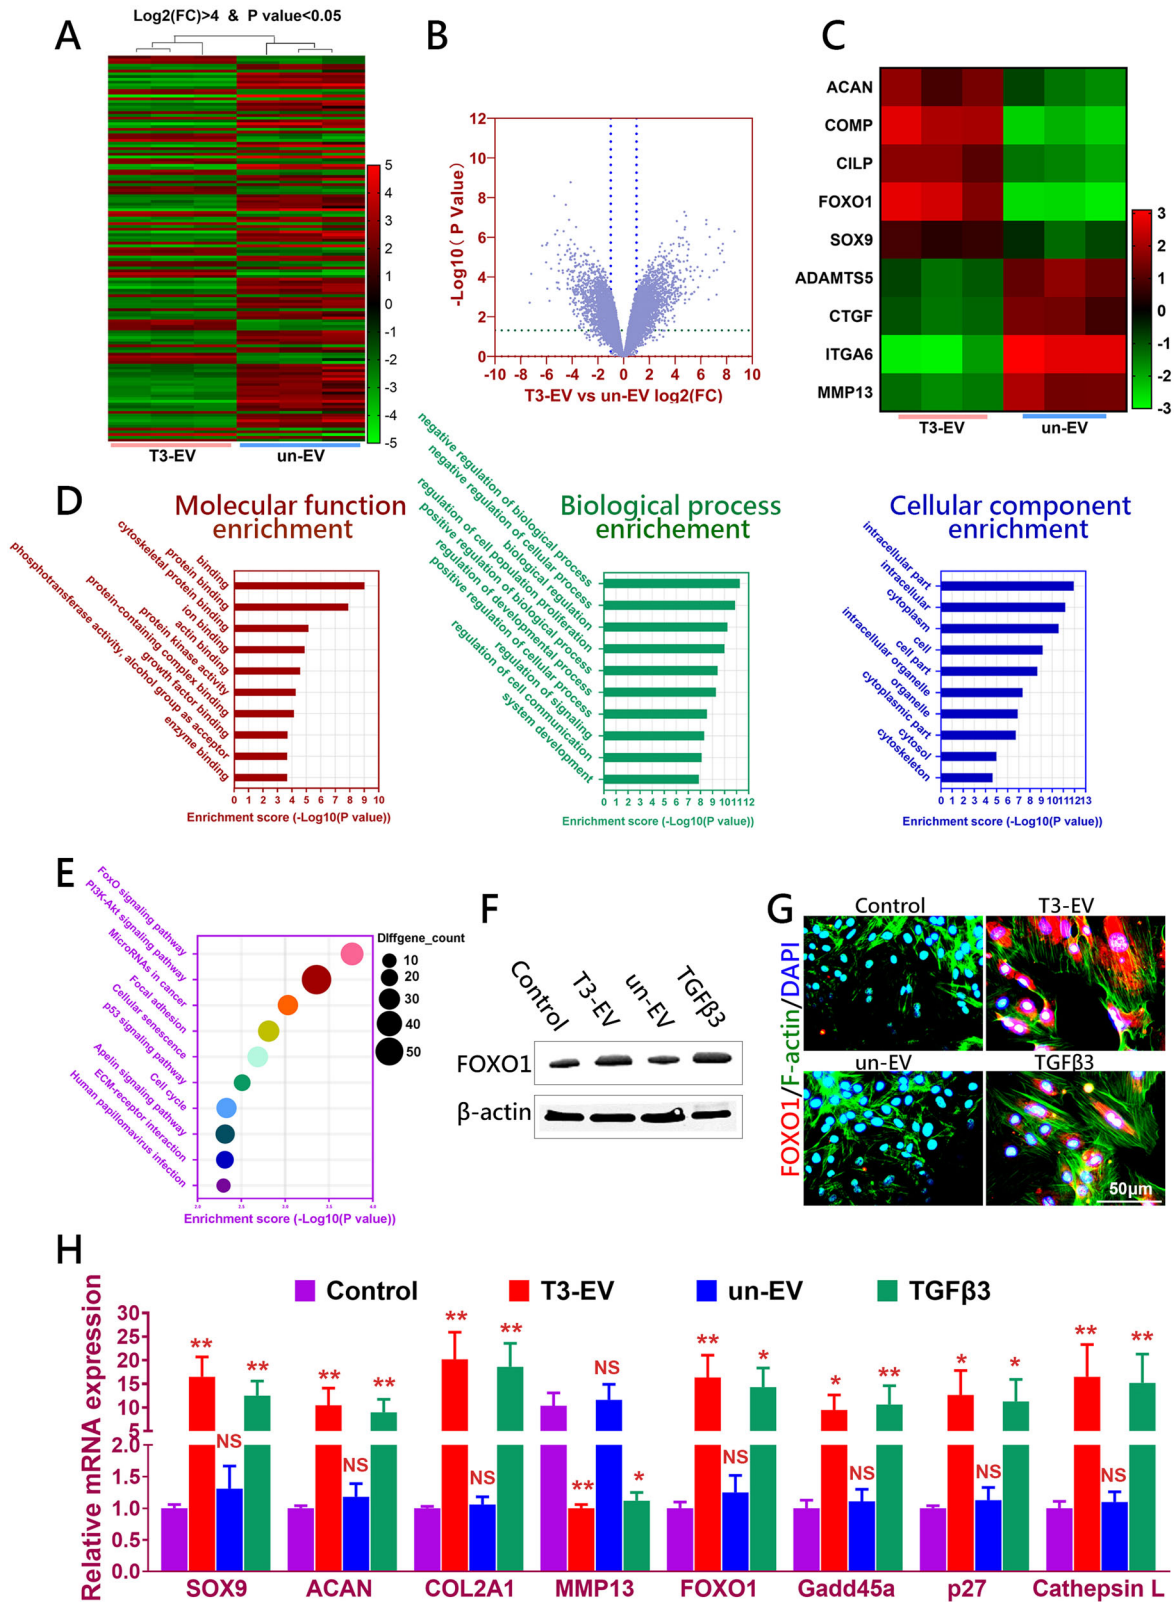 A
Log2(FC)>4 & P value<0.05
5
4
3
2
1
0
-1
-2
-3
-4
-5
T3-EV
un-EV
B
12
10
8
6
4
2
0
-Log10 ( P Value )
-10 -8 -6 -4 -2 0 2 4 6 8 10
T3-EV vs un-EV log2(FC)
C
ACAN
COMP
CILP
FOXO1
SOX9
ADAMTS5
CTGF
ITGA6
MMP13
3
2
1
0
-1
-2
-3
T3-EV
un-EV
D
Molecular function
enrichment
binding
protein binding
cytoskeletal protein binding
ion binding
actin binding
protein kinase activity
protein-containing complex binding
growth factor binding
phosphotransferase activity, alcohol group as acceptor
enzyme binding
0 1 2 3 4 5 6 7 8 9 10
Enrichment score (-Log10(P value))
Biological process
enrichement
negative regulation of biological process
negative regulation of cellular process
biological regulation
regulation of cell population proliferation
positive regulation of biological process
regulation of developmental process
positive regulation of cellular process
regulation of signaling
regulation of cell communication
system development
0 1 2 3 4 5 6 7 8 9 10 11 12
Enrichment score (-Log10(P value))
Cellular component
enrichment
intracellular part
intracellular
cytoplasm
cell
cell part
intracellular organelle
organelle
cytoplasmic part
cytosol
cytoskeleton
0 1 2 3 4 5 6 7 8 9 10 11 12 13
Enrichment score (-Log10(P value))
E
FoxO signaling pathway
PI3K-Akt signaling pathway
MicroRNAs in cancer
Focal adhesion
Cellular senescence
p53 signaling pathway
Cell cycle
Apelin signaling pathway
ECM-receptor interaction
Human papillomavirus infection
2.0 2.5 3.0 3.5 4.0
Enrichment score (-Log10(P value))
Diffgene_count
10
20
30
40
50
F
Control
T3-EV
un-EV
TGFβ3
FOXO1
β-actin
G
FOXO1/F-actin/DAPI
Control
T3-EV
un-EV
TGFβ3
50μm
H
Control
T3-EV
un-EV
TGFβ3
Relative mRNA expression
30
25
20
15
10
5
2.0
1.5
1.0
0.5
0.0
** NS **
** NS **
** NS **
** NS *
** NS *
* NS **
* NS *
** NS **
SOX9
ACAN
COL2A1
MMP13
FOXO1
Gadd45a
p27
Cathepsin L